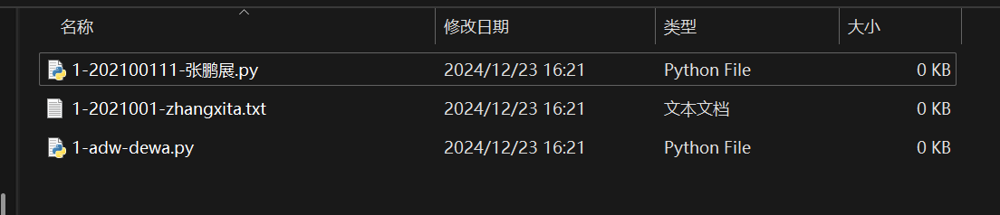 名称 修改日期 类型 大小
1-202100111-张鹏展.py 2024/12/23 16:21 Python File 0 KB
1-2021001-zhangxita.txt 2024/12/23 16:21 文本文档 0 KB
1-adw-dewa.py 2024/12/23 16:21 Python File 0 KB